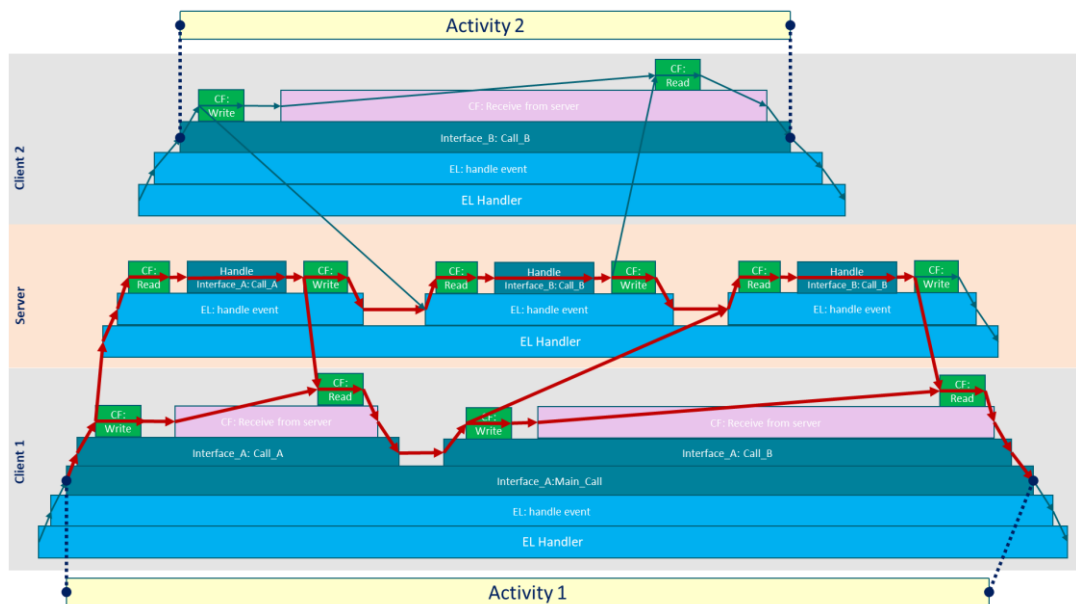 Activity 2
Client 2
CF:
Write
CF:
Read
CF: Receive from server
Interface_B: Call_B
EL: handle event
EL Handler
Server
CF:
Read
Handle
Interface_A: Call_A
CF:
Write
CF:
Read
Handle
Interface_B: Call_B
CF:
Write
CF:
Read
Handle
Interface_B: Call_B
CF:
Write
EL: handle event
EL: handle event
EL: handle event
EL Handler
Client 1
CF:
Write
CF:
Read
CF: Receive from server
CF:
Write
CF:
Read
CF: Receive from server
Interface_A: Call_A
Interface_A: Call_B
Interface_A:Main_Call
EL: handle event
EL Handler
Activity 1